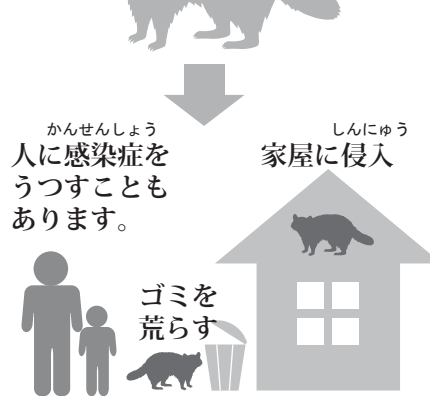 かんせんしょう
人に感染症を
うつすことも
あります。
しんにゅう
家屋に侵入
ゴミを
荒らす